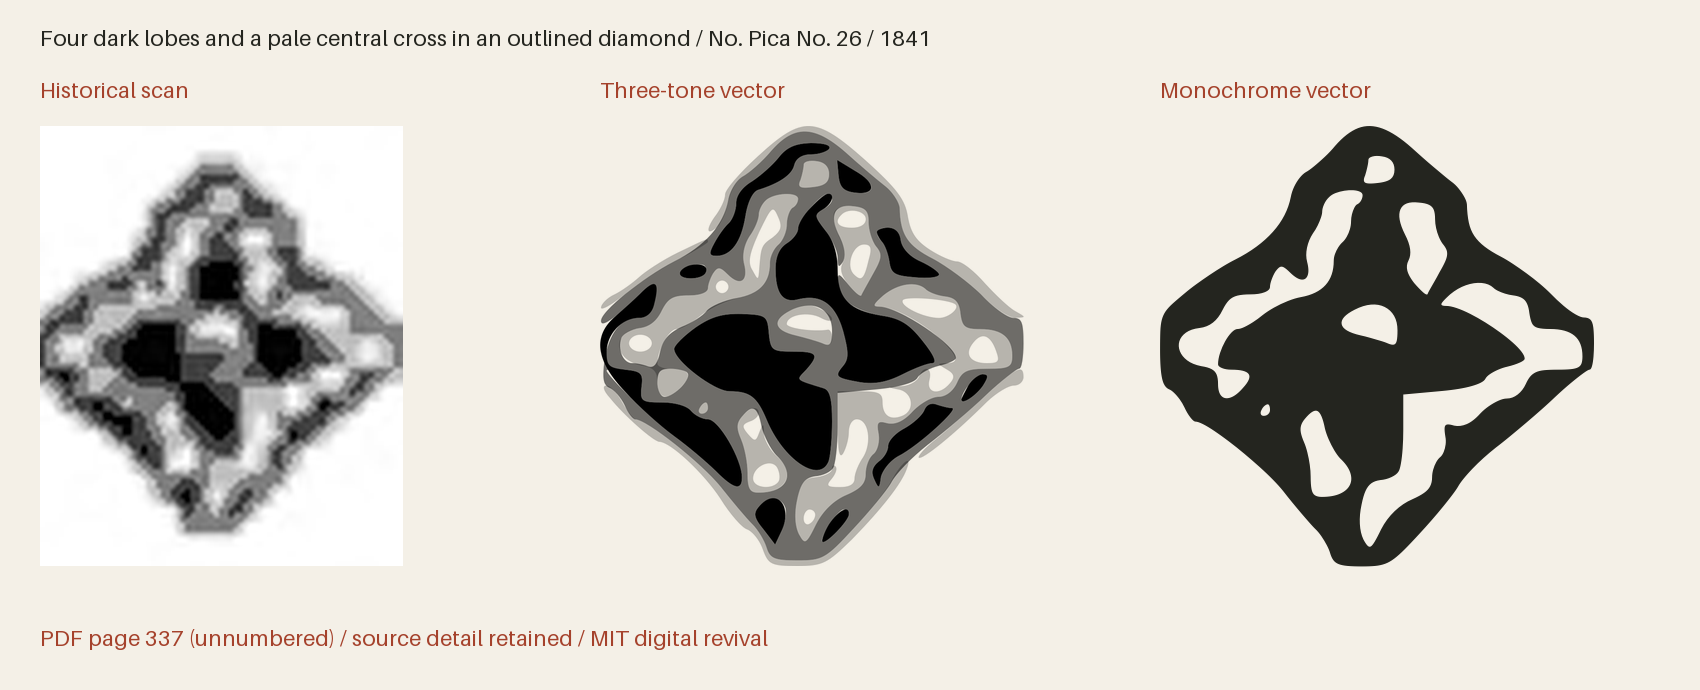 Four dark lobes and a pale central cross in an outlined diamond / No. Pica No. 26 / 1841
Historical scan
Three-tone vector
Monochrome vector
PDF page 337 (unnumbered) / source detail retained / MIT digital revival